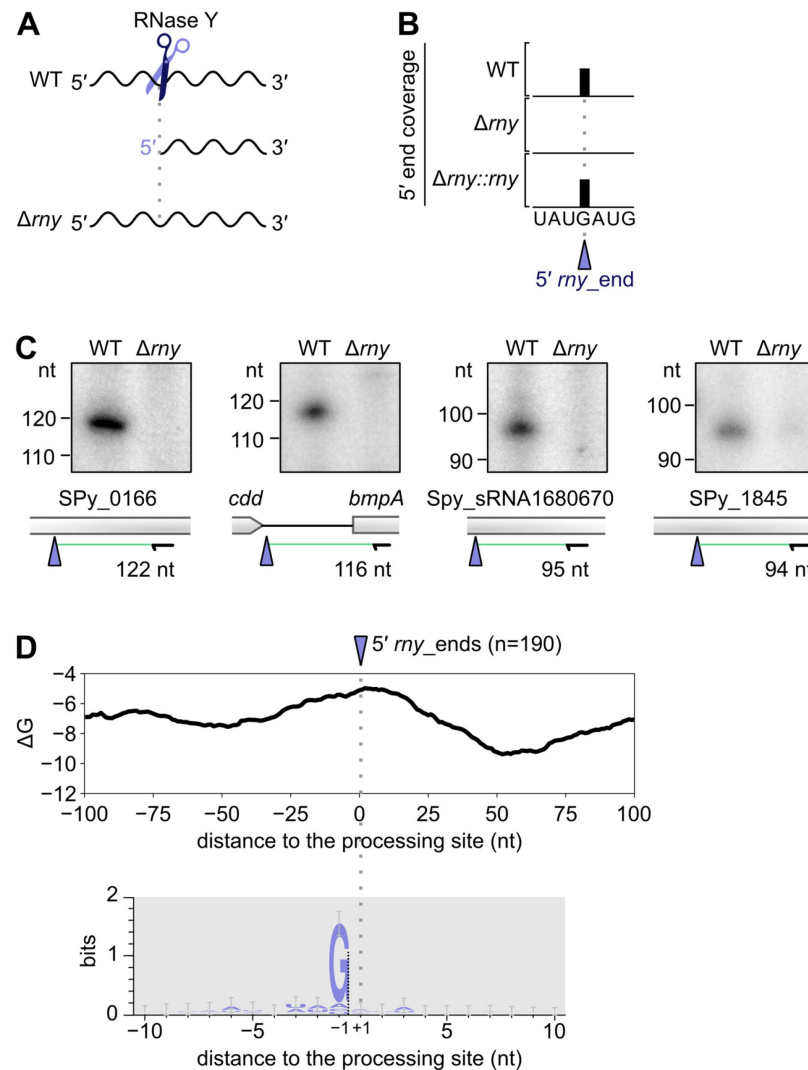 A
RNase Y
WT 5′ 3′
5′ 3′
Δrny 5′ 3′
B
5′ end coverage
WT
Δrny
Δrny::rny
UAUGAUG
5′ rny_end
C
WT Δrny WT Δrny WT Δrny WT Δrny
nt nt nt nt
120 120 100 100
110 110 90 90
SPy_0166 cdd bmpA Spy_sRNA1680670 SPy_1845
122 nt 116 nt 95 nt 94 nt
D
5′ rny_ends (n=190)
ΔG
−4
−6
−8
−10
−12
−100 −75 −50 −25 0 25 50 75 100
distance to the processing site (nt)
bits
2
1
0
G
−10 −5 −1 +1 5 10
distance to the processing site (nt)